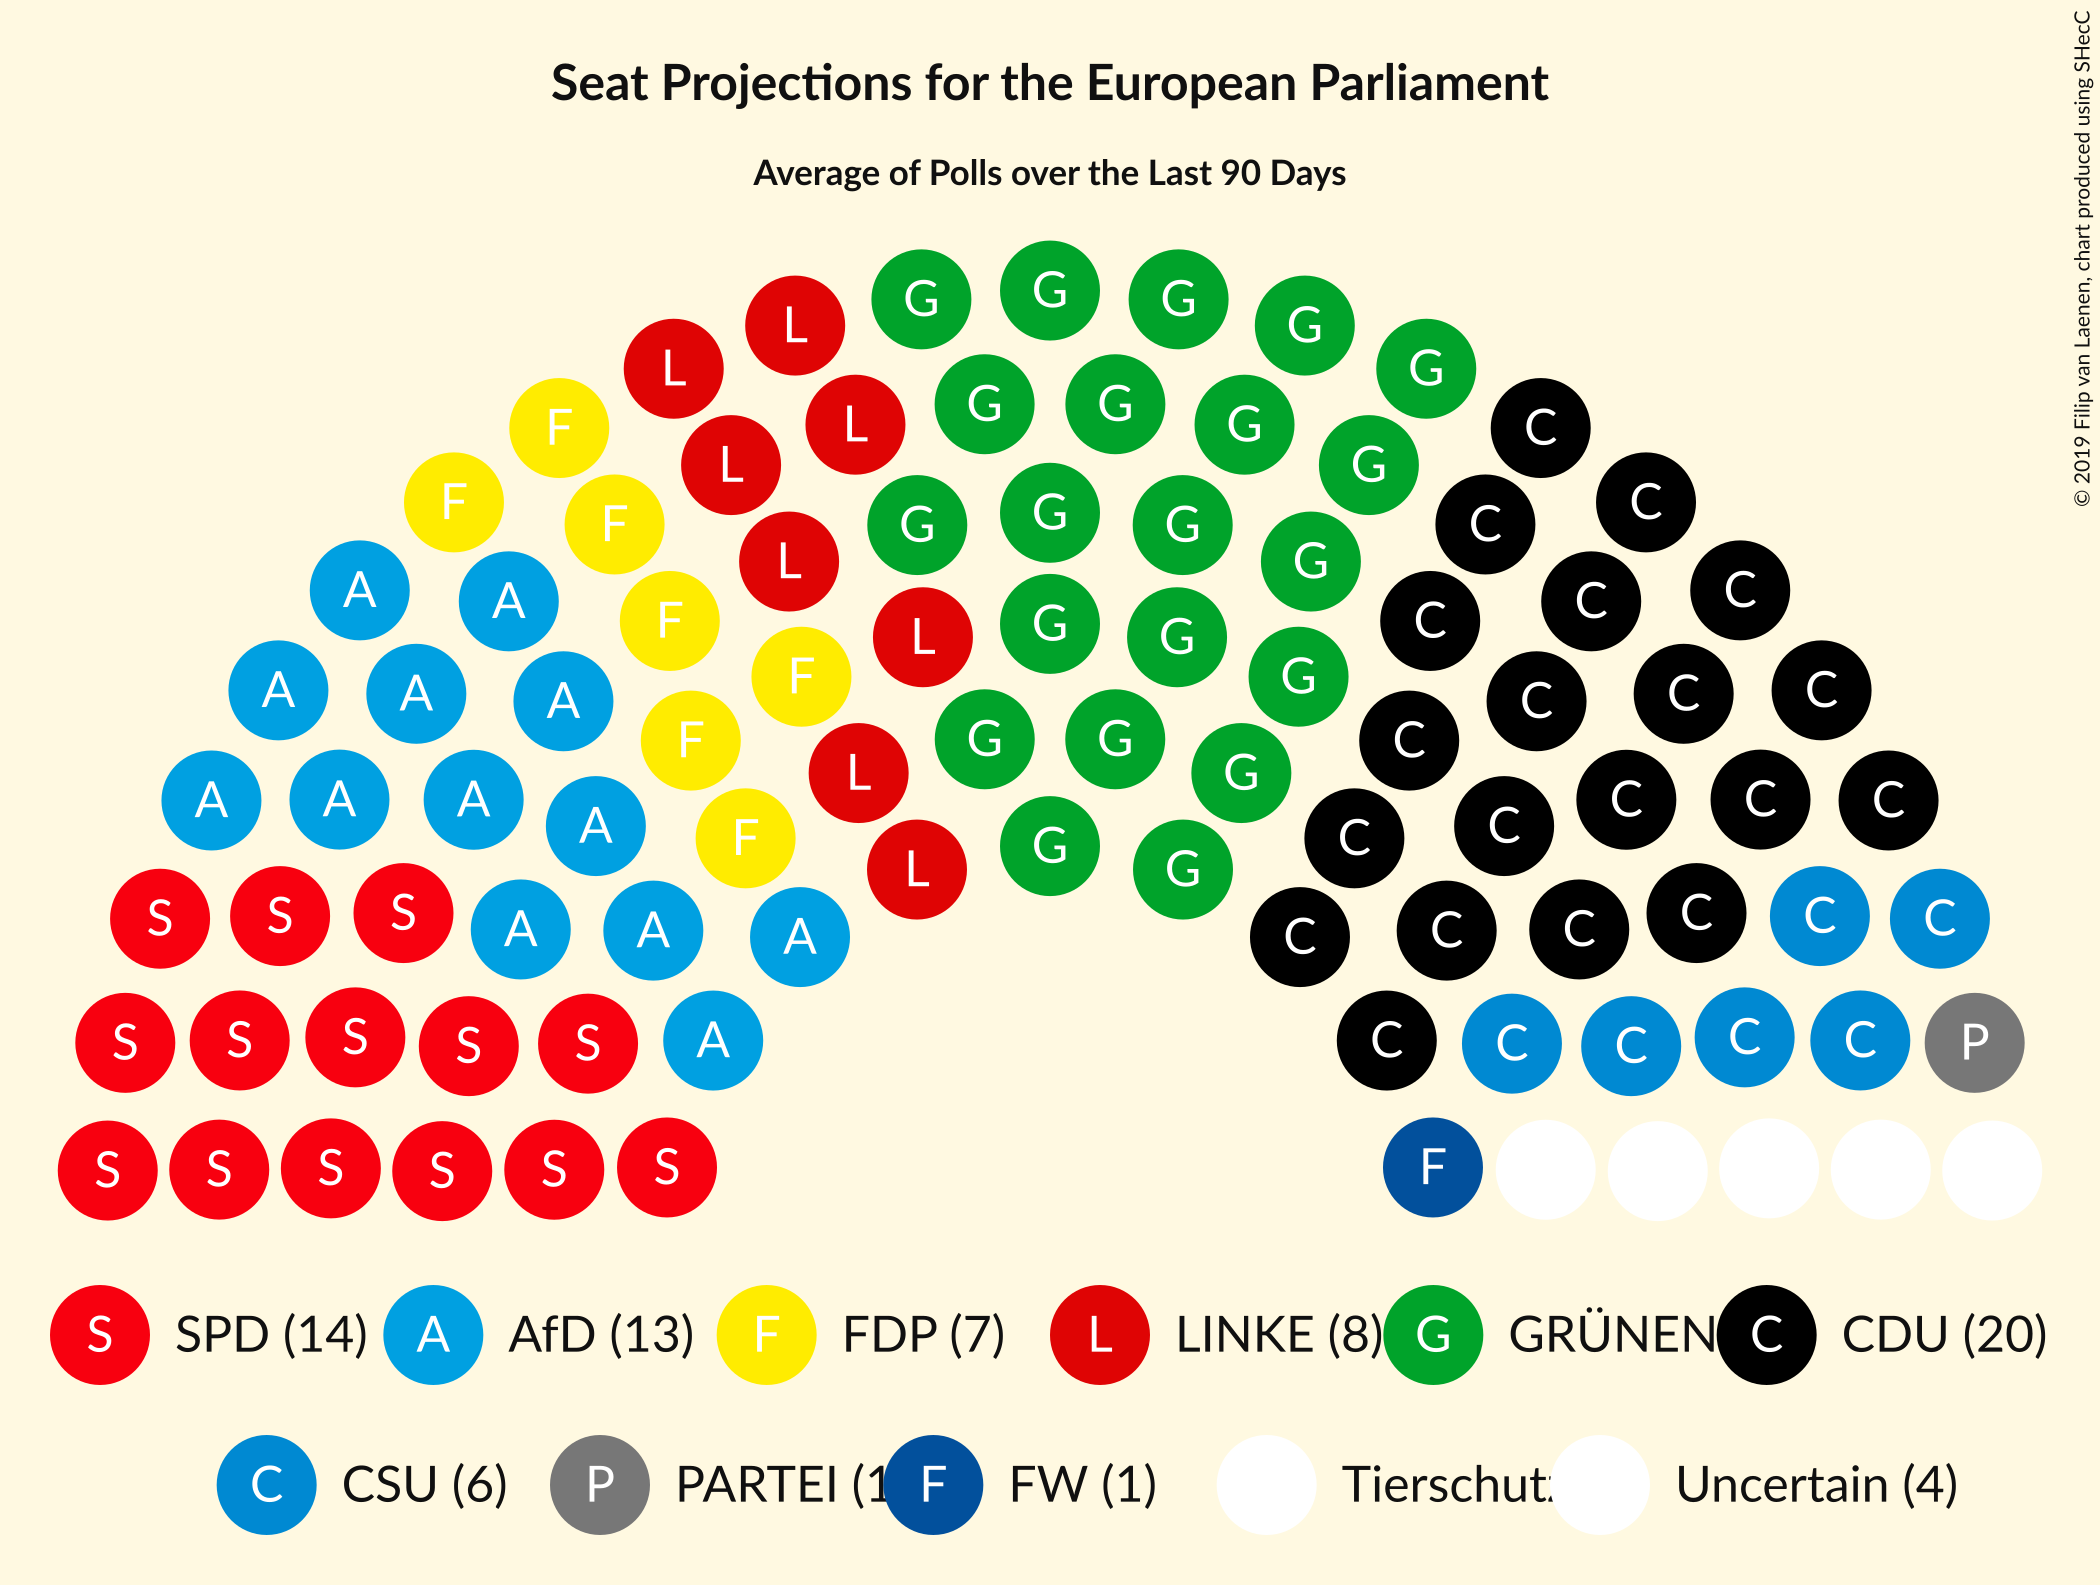 Seat Projections for the European Parliament
Average of Polls over the Last 90 Days
© 2019 Filip van Laenen, chart produced using SHecC
G G G G G
L L
F F
C C
G G G G
L L
F
C
A A
C C
G G G G
L
F
C
L
G G G
F
G
A A A
C C C
F
C
L
G G G
A A A A
C C C C
F
C
L
G G
S S S
A A A
C C C C
C C
S S S S S
A
C
C C C C
P
S S S S S S
F
S SPD (14) A AfD (13) F FDP (7) L LINKE (8) G GRÜNEN C CDU (20)
C CSU (6) P PARTEI (1 F FW (1) Tierschutz Uncertain (4)